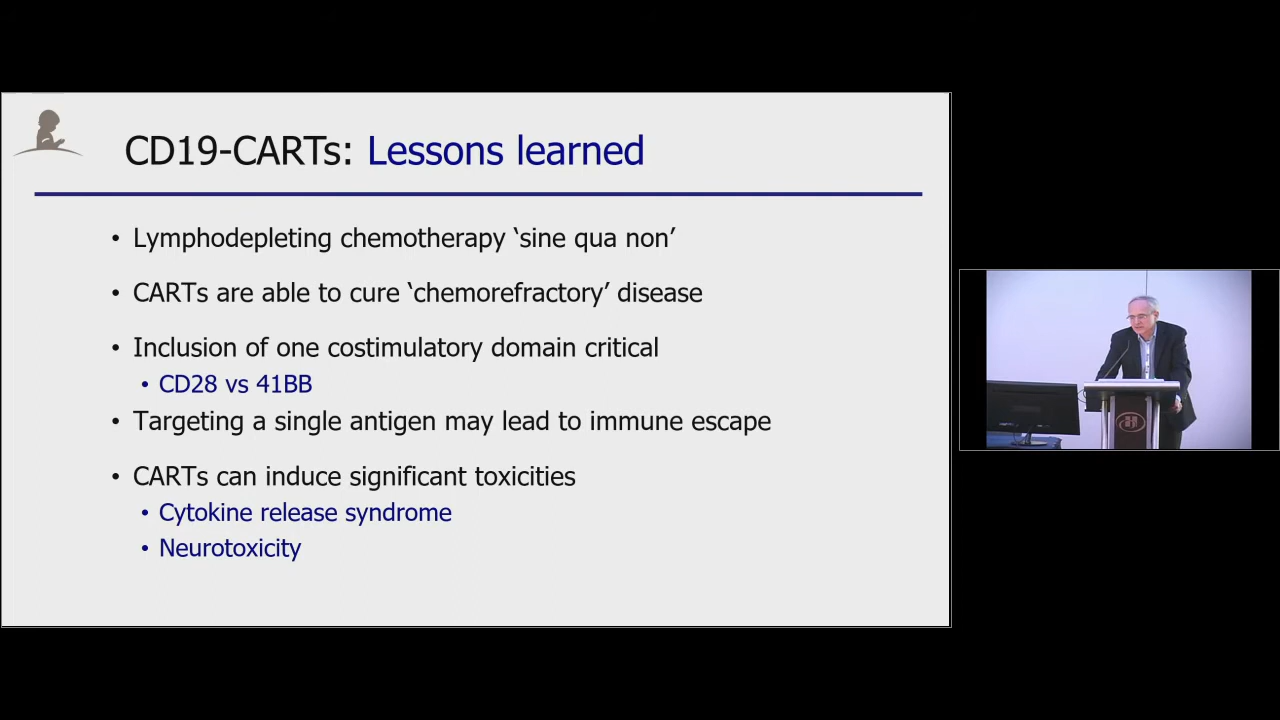 CD19-CARTs: Lessons learned
• Lymphodepleting chemotherapy ‘sine qua non’
• CARTs are able to cure ‘chemorefractory’ disease
• Inclusion of one costimulatory domain critical
• CD28 vs 41BB
• Targeting a single antigen may lead to immune escape
• CARTs can induce significant toxicities
• Cytokine release syndrome
• Neurotoxicity